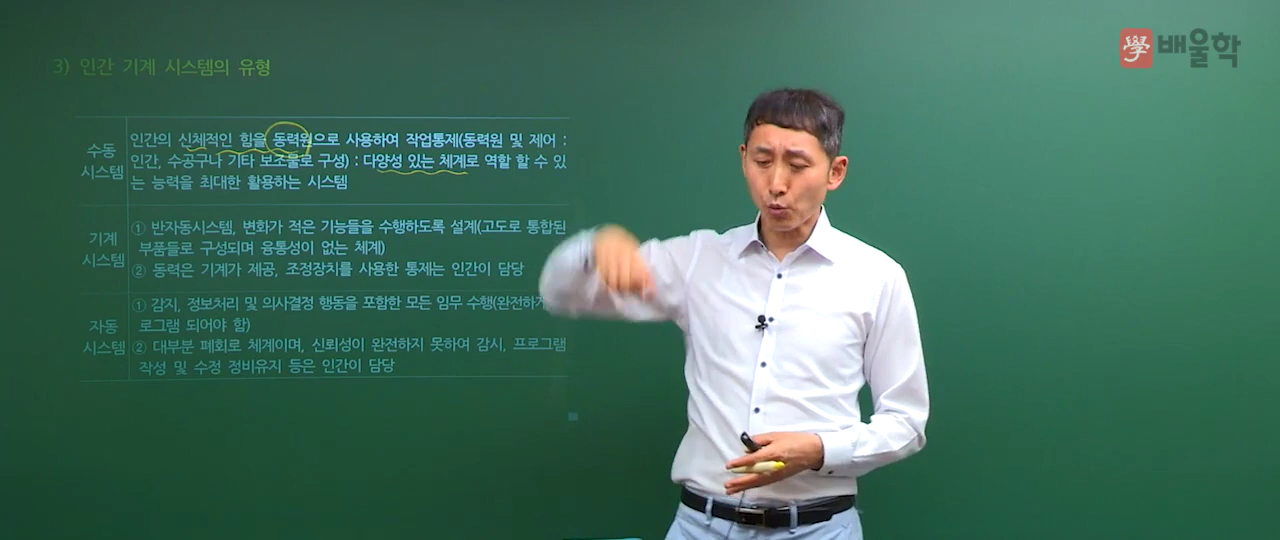 學 배울학
3) 인간 기계 시스템의 유형
수동
시스템
인간의 신체적인 힘을 동력원으로 사용하여 작업통제(동력원 및 제어 :
인간, 수공구나 기타 보조물로 구성) : 다양성 있는 체계로 역할 할 수 있
는 능력을 최대한 활용하는 시스템
기계
시스템
① 반자동시스템, 변화가 적은 기능들을 수행하도록 설계(고도로 통합된
부품들로 구성되며 융통성이 없는 체계)
② 동력은 기계가 제공, 조정장치를 사용한 통제는 인간이 담당
자동
시스템
① 감지, 정보처리 및 의사결정 행동을 포함한 모든 임무 수행(완전하게
로그램 되어야 함)
② 대부분 폐회로 체계이며, 신뢰성이 완전하지 못하여 감시, 프로그램
작성 및 수정 정비유지 등은 인간이 담당